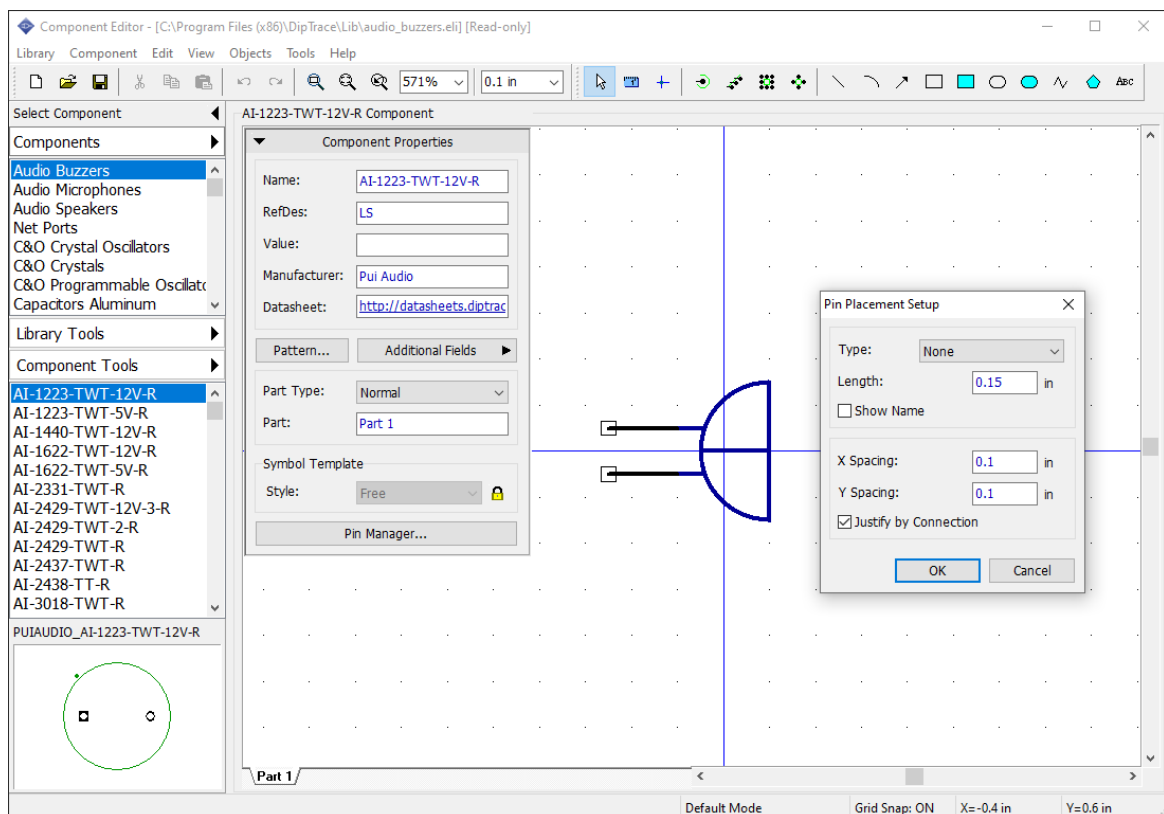 Component Editor - [C:\Program Files (x86)\DipTrace\Lib\audio_buzzers.eli] [Read-only]
Library Component Edit View Objects Tools Help
571% 0.1 in ABC
Select Component
Components
Audio Buzzers
Audio Microphones
Audio Speakers
Net Ports
C&O Crystal Oscillators
C&O Crystals
C&O Programmable Oscillatc
Capacitors Aluminum
Library Tools
Component Tools
AI-1223-TWT-12V-R
AI-1223-TWT-5V-R
AI-1440-TWT-12V-R
AI-1622-TWT-12V-R
AI-1622-TWT-5V-R
AI-2331-TWT-R
AI-2429-TWT-12V-3-R
AI-2429-TWT-2-R
AI-2429-TWT-R
AI-2437-TWT-R
AI-2438-TT-R
AI-3018-TWT-R
PUIAUDIO_AI-1223-TWT-12V-R
AI-1223-TWT-12V-R Component
Component Properties
Name: AI-1223-TWT-12V-R
RefDes: LS
Value:
Manufacturer: Pui Audio
Datasheet: http://datasheets.diptrac
Pattern... Additional Fields
Part Type: Normal
Part: Part 1
Symbol Template
Style: Free
Pin Manager...
Pin Placement Setup
Type: None
Length: 0.15 in
Show Name
X Spacing: 0.1 in
Y Spacing: 0.1 in
Justify by Connection
OK Cancel
Part 1
Default Mode Grid Snap: ON X=-0.4 in Y=0.6 in